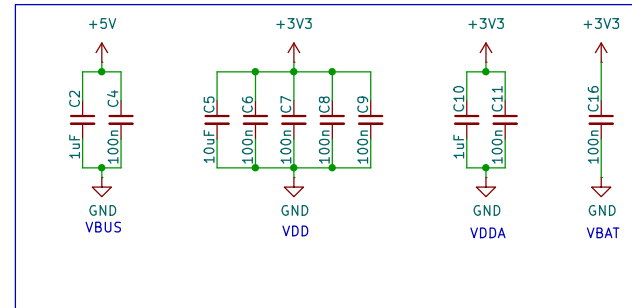 +5V
+3V3
+3V3
+3V3
C2
1uF
C4
100n
C5
10uF
C6
100n
C7
100n
C8
100n
C9
100n
C10
1uF
C11
100n
C16
100n
GND
GND
GND
GND
VBUS
VDD
VDDA
VBAT